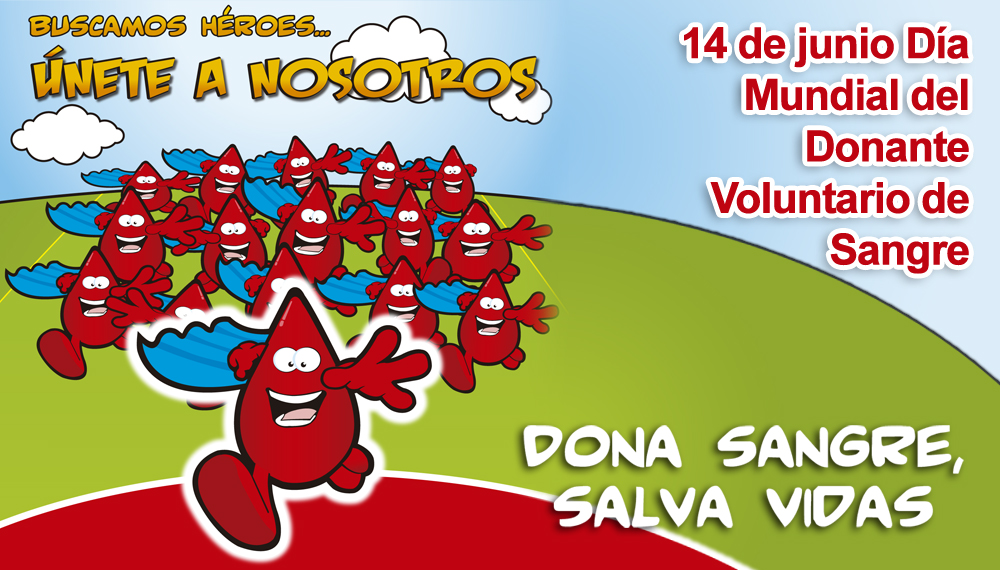 BUSCAMOS HÉROES...
ÚNETE A NOSOTROS
14 de junio Día
Mundial del
Donante
Voluntario de
Sangre
DONA SANGRE,
SALVA VIDAS